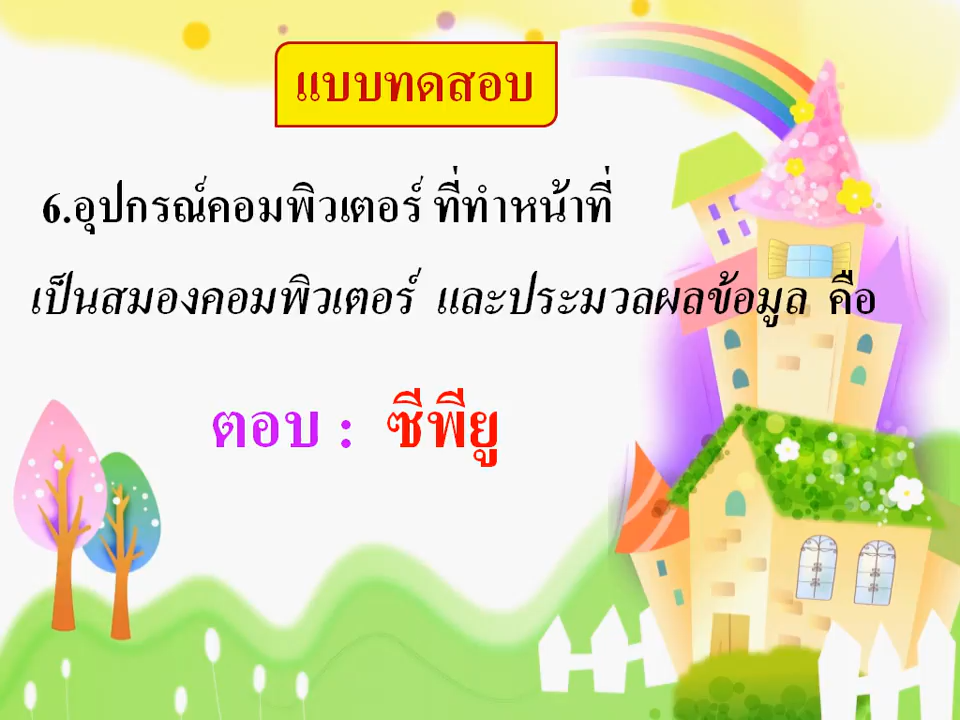 แบบทดสอบ
6.อุปกรณ์คอมพิวเตอร์ ที่ทำหน้าที่
เป็นสมองคอมพิวเตอร์ และประมวลผลข้อมูล คือ
ตอบ : ซีพียู